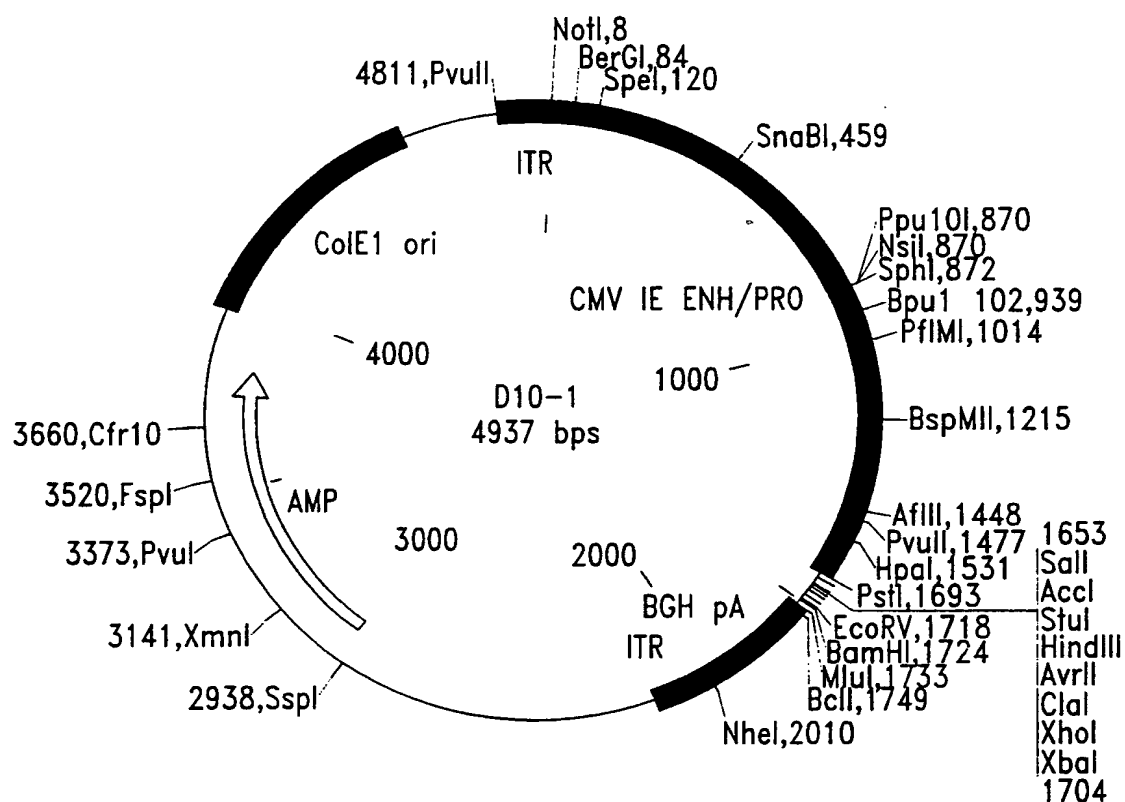 NotI,8
BerGI,84
SpeI,120
4811,PvuII
SnaBI,459
ITR
ColE1 ori
Ppu10I,870
NsiI,870
SphI,872
Bpu1 102,939
PflMI,1014
CMV IE ENH/PRO
4000
1000
D10-1
4937 bps
BspMII,1215
3660,Cfr10
3520,FspI
AMP
3373,PvuI
3000
2000
AflII,1448
PvuII,1477
HpaI,1531
PstI,1693
EcoRV,1718
BamHI,1724
MluI,1733
BclI,1749
BGH pA
ITR
3141,XmnI
2938,SspI
NheI,2010
1653
SalI
AccI
StuI
HindIII
AvrII
ClaI
XhoI
XbaI
1704